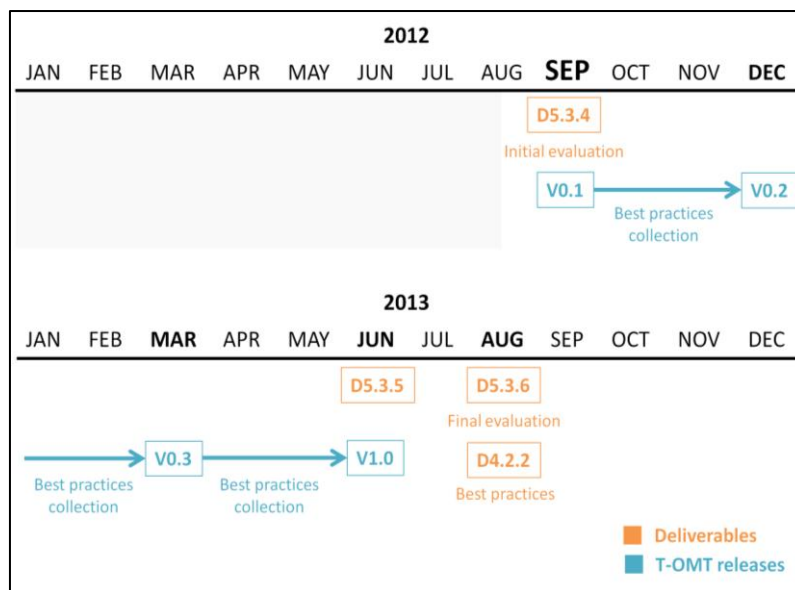 2012
JAN FEB MAR APR MAY JUN JUL AUG SEP OCT NOV DEC
D5.3.4
Initial evaluation
V0.1 V0.2
Best practices
collection
2013
JAN FEB MAR APR MAY JUN JUL AUG SEP OCT NOV DEC
D5.3.5 D5.3.6
Final evaluation
V0.3 V1.0 D4.2.2
Best practices Best practices Best practices
collection collection
Deliverables
T-OMT releases